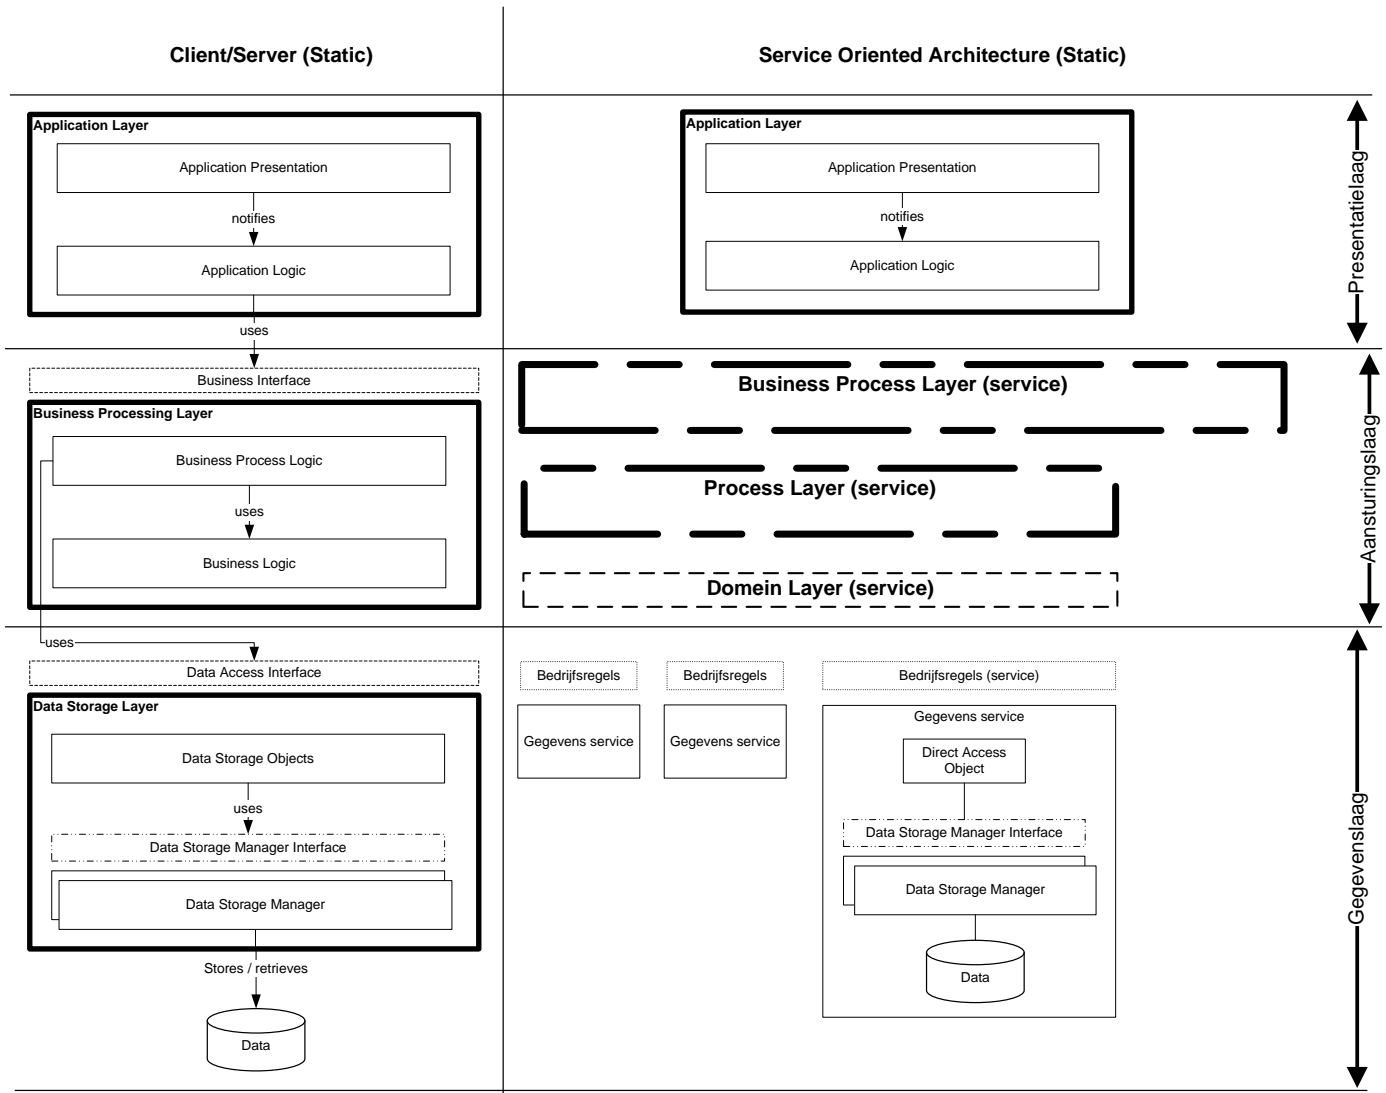 Client/Server (Static)
Service Oriented Architecture (Static)
Application Layer
Application Presentation
notifies
Application Logic
uses
Application Layer
Application Presentation
notifies
Application Logic
Presentatielaag
Business Interface
Business Processing Layer
Business Process Logic
uses
Business Logic
Business Process Layer (service)
Process Layer (service)
Domein Layer (service)
Aansturingslaag
uses
Data Access Interface
Data Storage Layer
Data Storage Objects
uses
Data Storage Manager Interface
Data Storage Manager
Stores / retrieves
Data
Bedrijfsregels
Bedrijfsregels
Bedrijfsregels (service)
Gegevens service
Gegevens service
Gegevens service
Direct Access
Object
Data Storage Manager Interface
Data Storage Manager
Data
Gegevenslaag